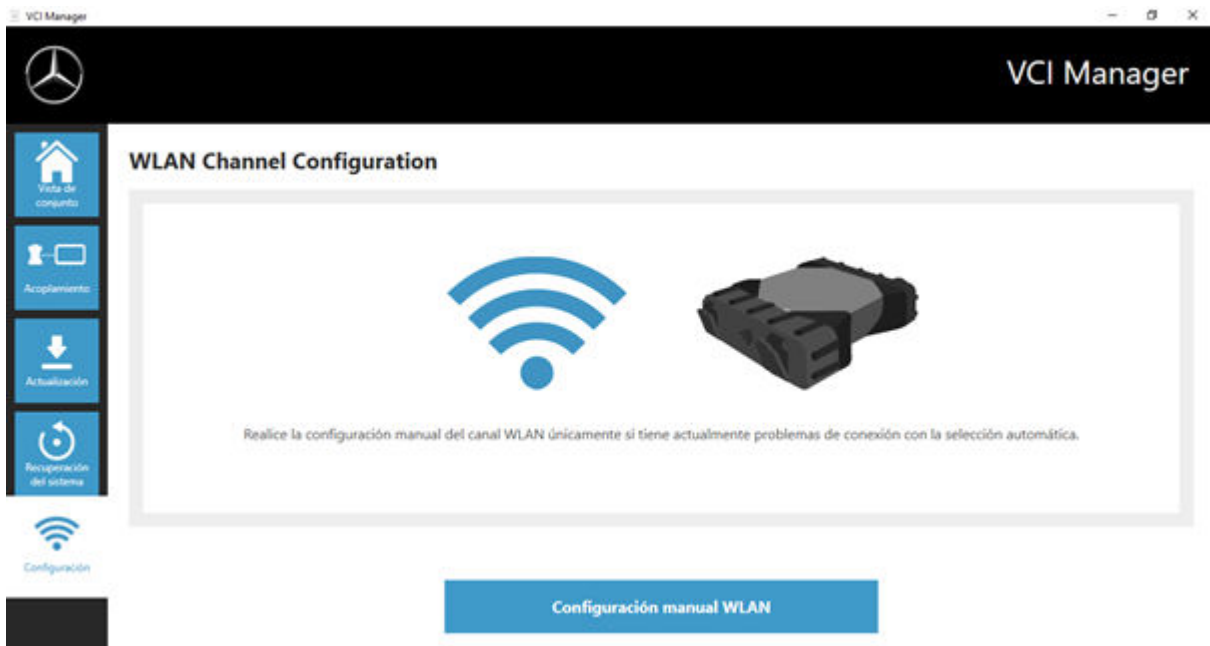 VCI Manager
VCI Manager
Vista de
conjunto
Acoplamiento
Actualización
Recuperación
del sistema
Configuración
WLAN Channel Configuration
Realice la configuración manual del canal WLAN únicamente si tiene actualmente problemas de conexión con la selección automática.
Configuración manual WLAN